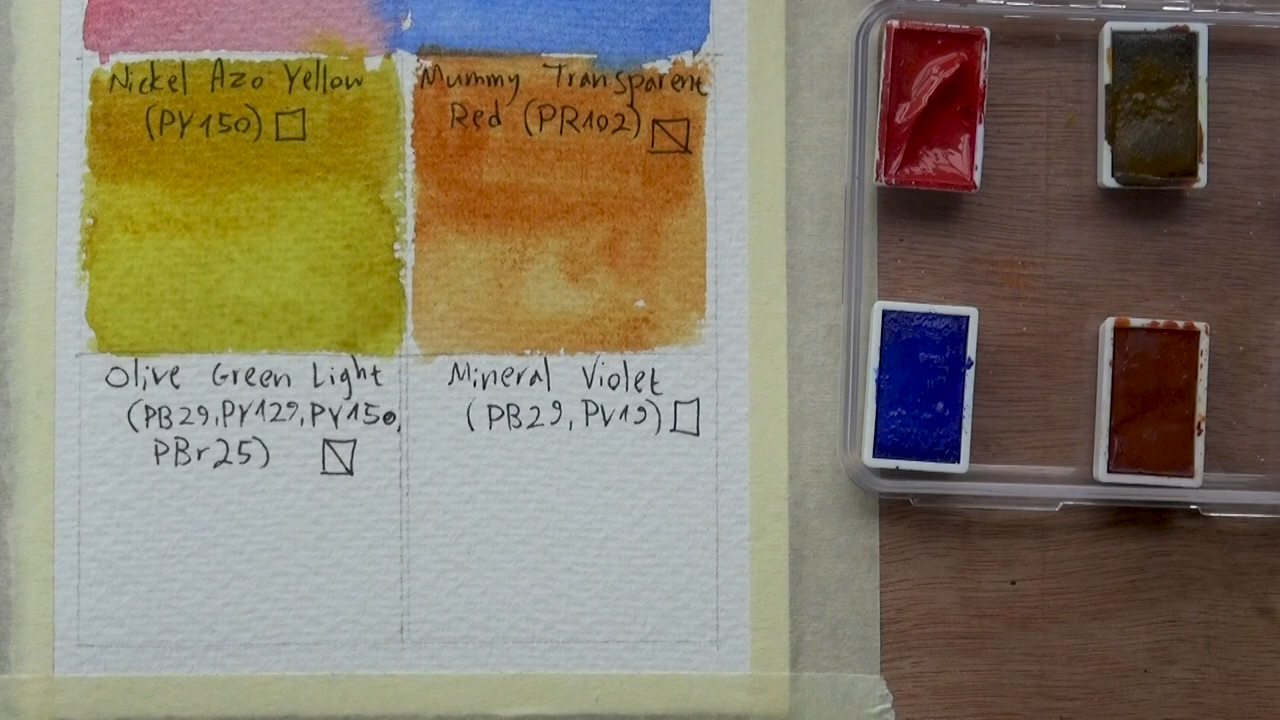 Nickel Azo Yellow
(PY150)
Mummy Transparent
Red (PR102)
Olive Green Light
(PB29,PY129,PY150,
PBr25)
Mineral Violet
(PB29, PV19)